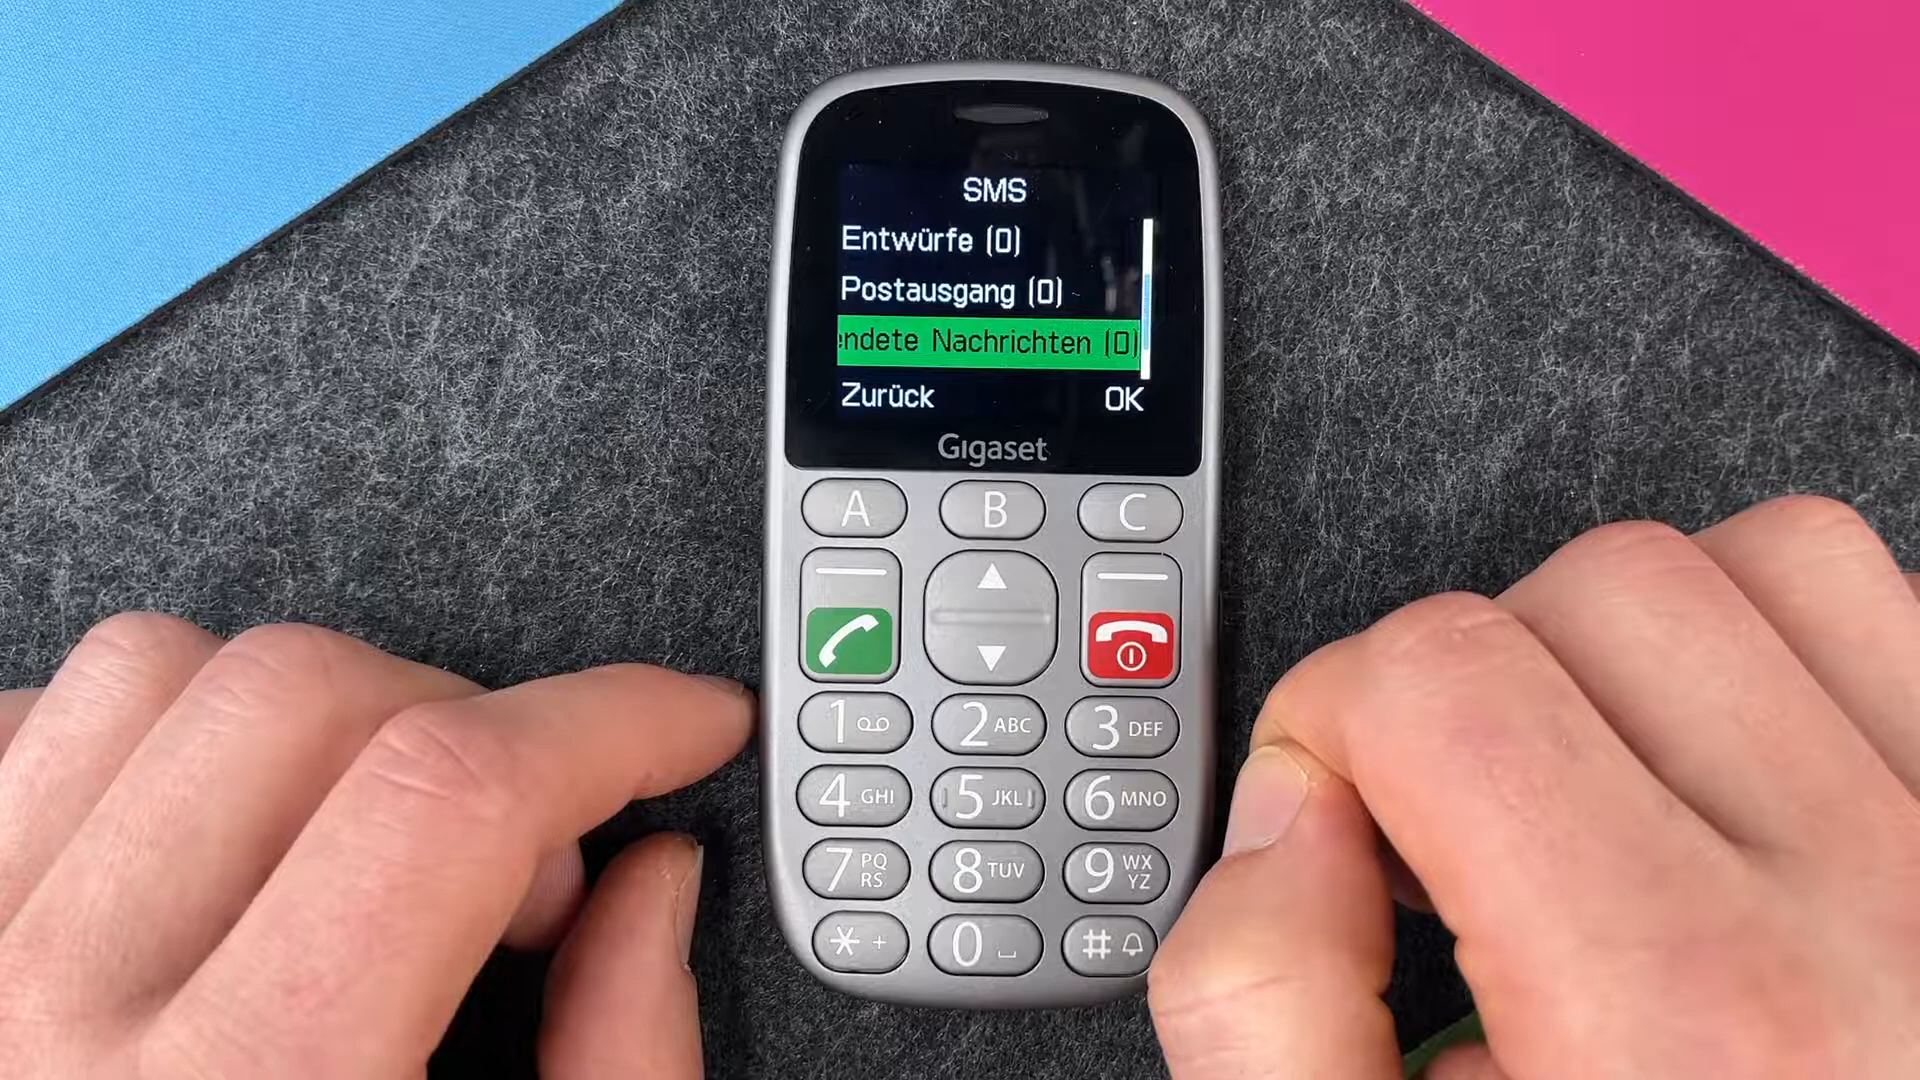 SMS
Entwürfe (0)
Postausgang (0)
endete Nachrichten (0)
Zurück OK
Gigaset
A B C
1 2 ABC 3 DEF
4 GHI 5 JKL 6 MNO
7 PQRS 8 TUV 9 WXYZ
* + 0 #